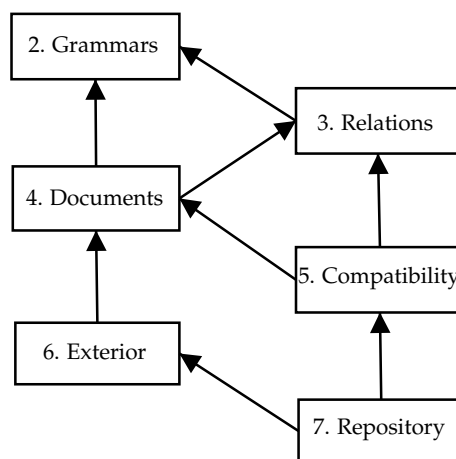 2. Grammars
3. Relations
4. Documents
5. Compatibility
6. Exterior
7. Repository